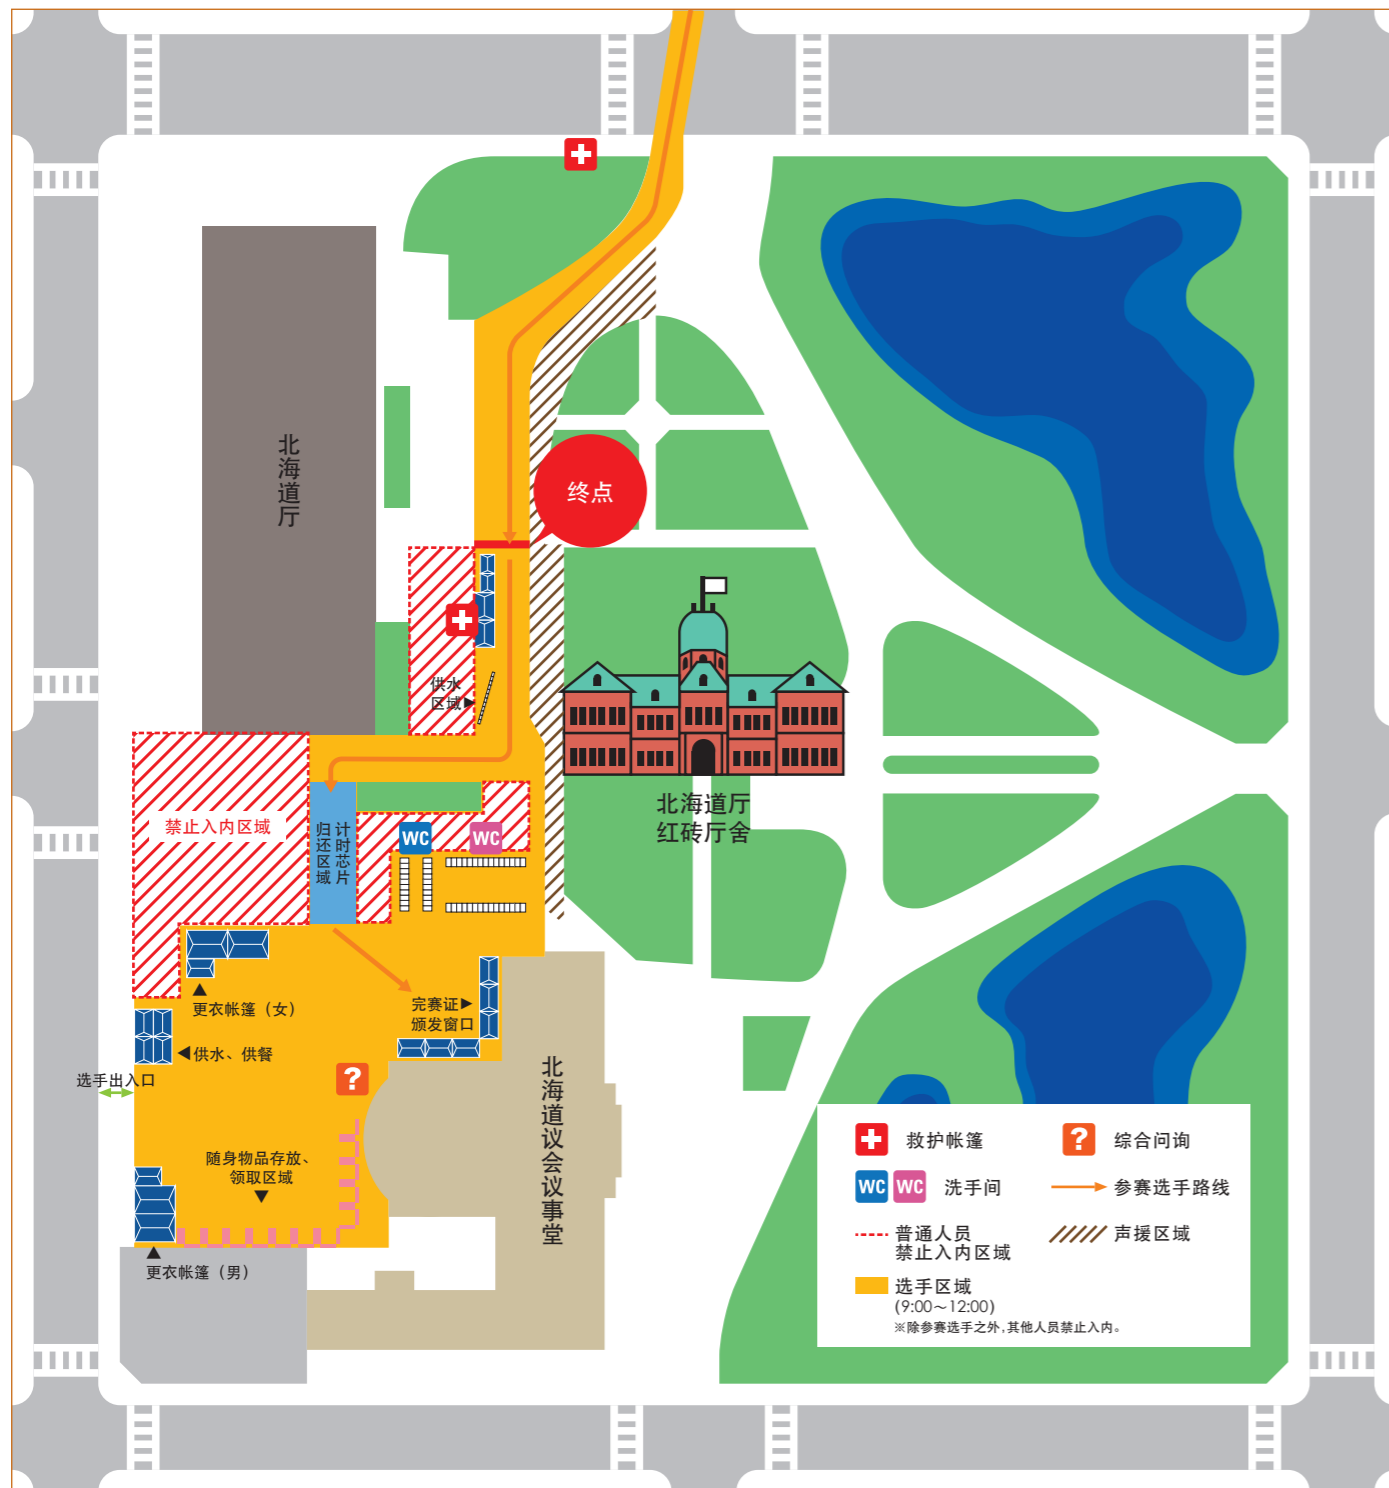 北海道厅
终点
供水
区域
禁止入内区域
计时芯片
归还区域
WC
WC
北海道厅
红砖厅舍
更衣帐篷（女）
完赛证
颁发窗口
供水、供餐
选手出入口
?
随身物品存放、
领取区域
更衣帐篷（男）
北海道议会议事堂
救护帐篷
?
综合问询
WC
WC
洗手间
参赛选手路线
普通人员
禁止入内区域
声援区域
选手区域
(9:00～12:00)
※除参赛选手之外,其他人员禁止入内。